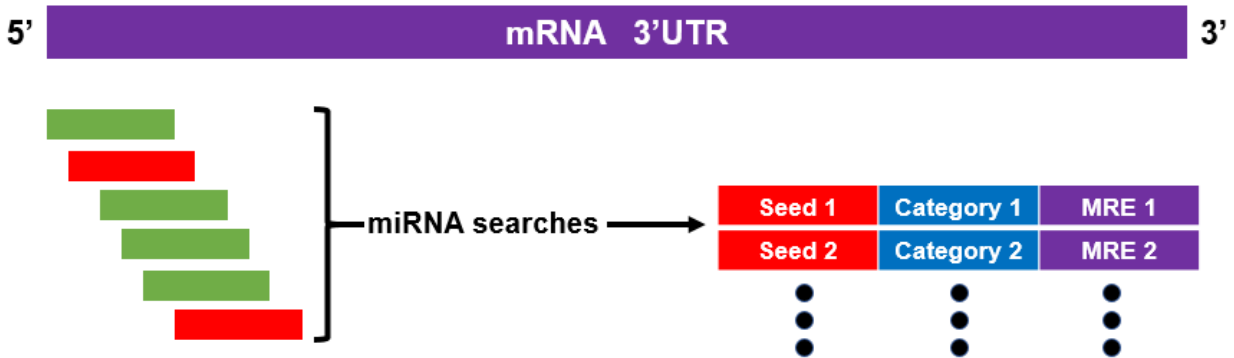 5’ mRNA 3’UTR 3’
miRNA searches
Seed 1 Category 1 MRE 1
Seed 2 Category 2 MRE 2